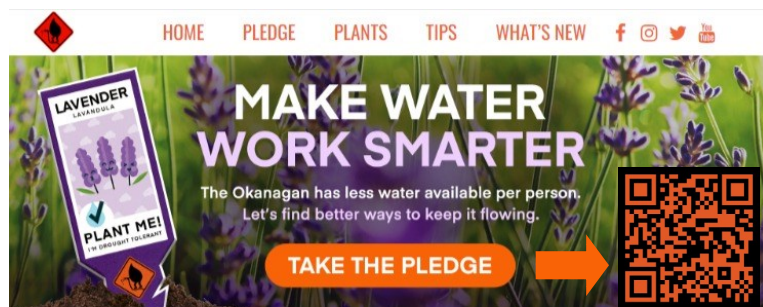 HOME PLEDGE PLANTS TIPS WHAT'S NEW f You Tube
LAVENDER
LAVANDULA
PLANT ME!
I'M DROUGHT TOLERANT
MAKE WATER
WORK SMARTER
The Okanagan has less water available per person.
Let's find better ways to keep it flowing.
TAKE THE PLEDGE